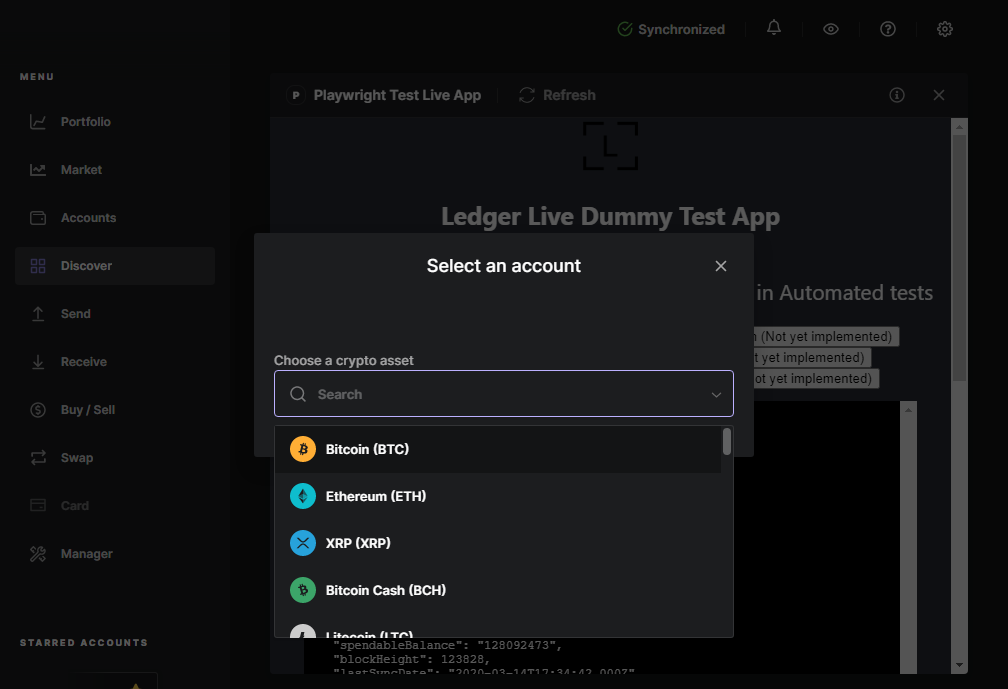 Synchronized
MENU
Portfolio
Market
Accounts
Discover
Send
Receive
Buy / Sell
Swap
Card
Manager
STARRED ACCOUNTS
P Playwright Test Live App Refresh
Ledger Live Dummy Test App
in Automated tests
(Not yet implemented)
yet implemented)
yet implemented)
Select an account
Choose a crypto asset
Search
Bitcoin (BTC)
Ethereum (ETH)
XRP (XRP)
Bitcoin Cash (BCH)
Litecoin (LTC)
"spendableBalance": "128092473",
"blockHeight": 123828,
"lastSyncDate": "2020-03-14T17:34:42.000Z"